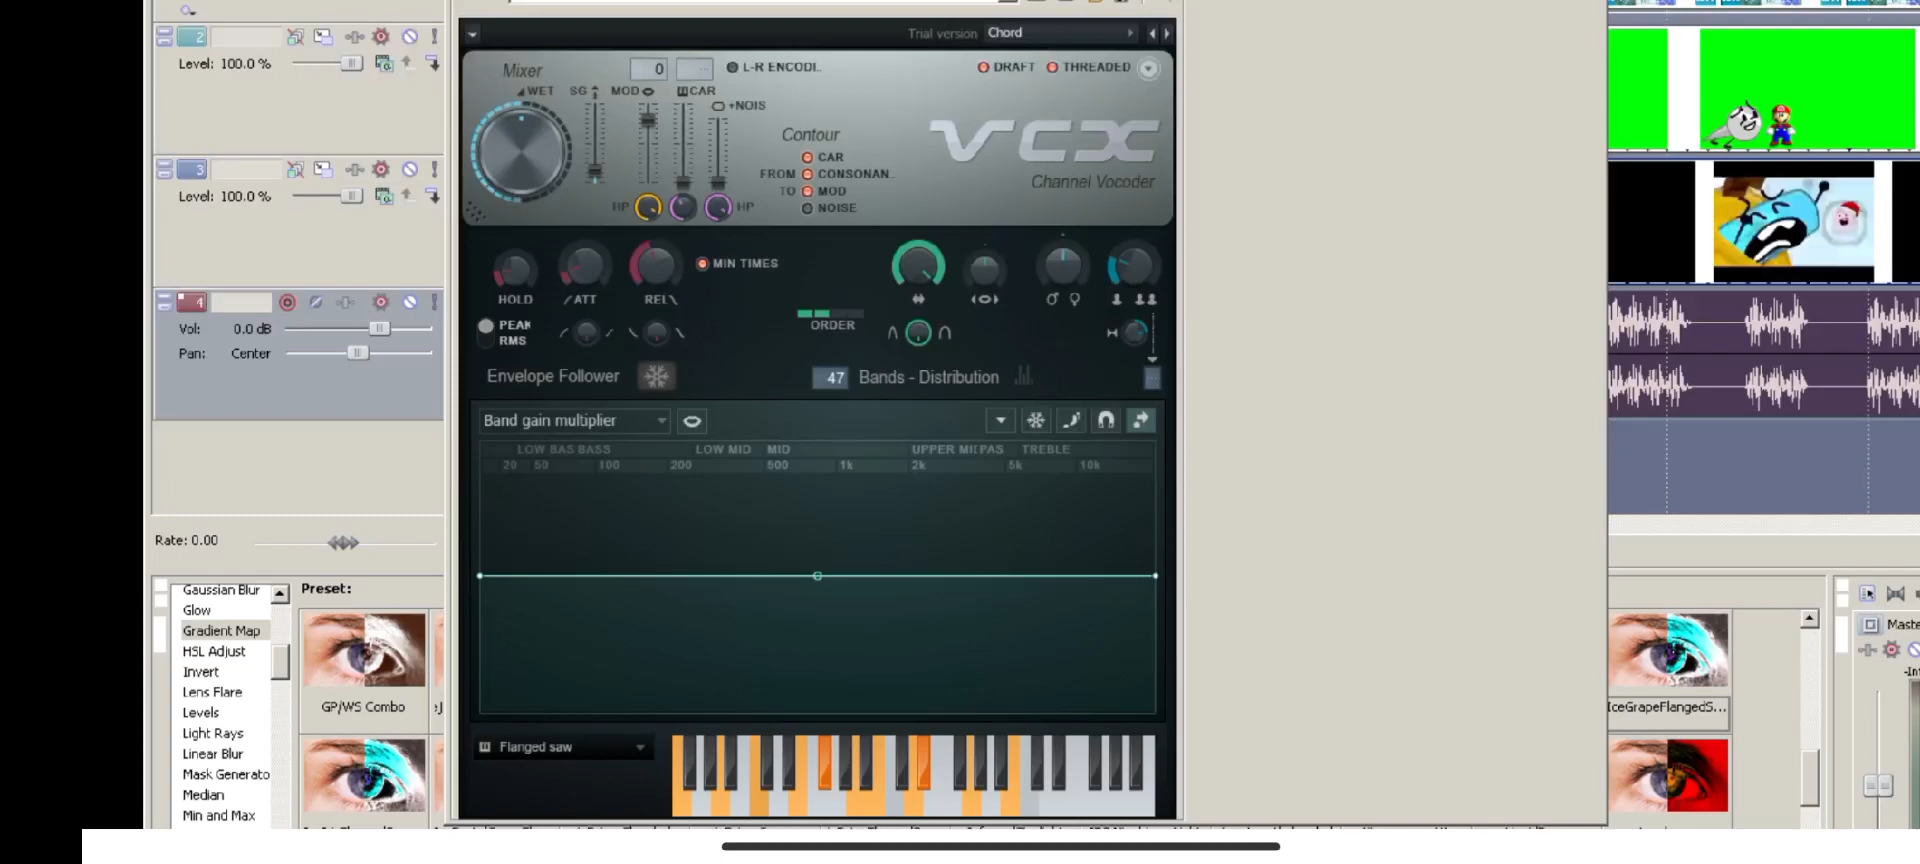 Trial version Chord
2
Level: 100.0 %
3
Level: 100.0 %
4
Vol: 0.0 dB
Pan: Center
Rate: 0.00
Mixer
0
L-R ENCODI..
DRAFT
THREADED
WET
SG
MOD
CAR
+NOIS
Contour
CAR
FROM CONSONAN..
TO MOD
NOISE
HP
HP
VCX
Channel Vocoder
HOLD
ATT
REL
MIN TIMES
PEAK
RMS
ORDER
Envelope Follower
47 Bands - Distribution
Band gain multiplier
LOW BAS BASS LOW MID MID UPPER MI PAS TREBLE
20 50 100 200 500 1k 2k 5k 10k
Flanged saw
Gaussian Blur
Glow
Gradient Map
HSL Adjust
Invert
Lens Flare
Levels
Light Rays
Linear Blur
Mask Generato
Median
Min and Max
Preset:
GP/WS Combo
IceGrapeFlangedS...
Maste
-Inf